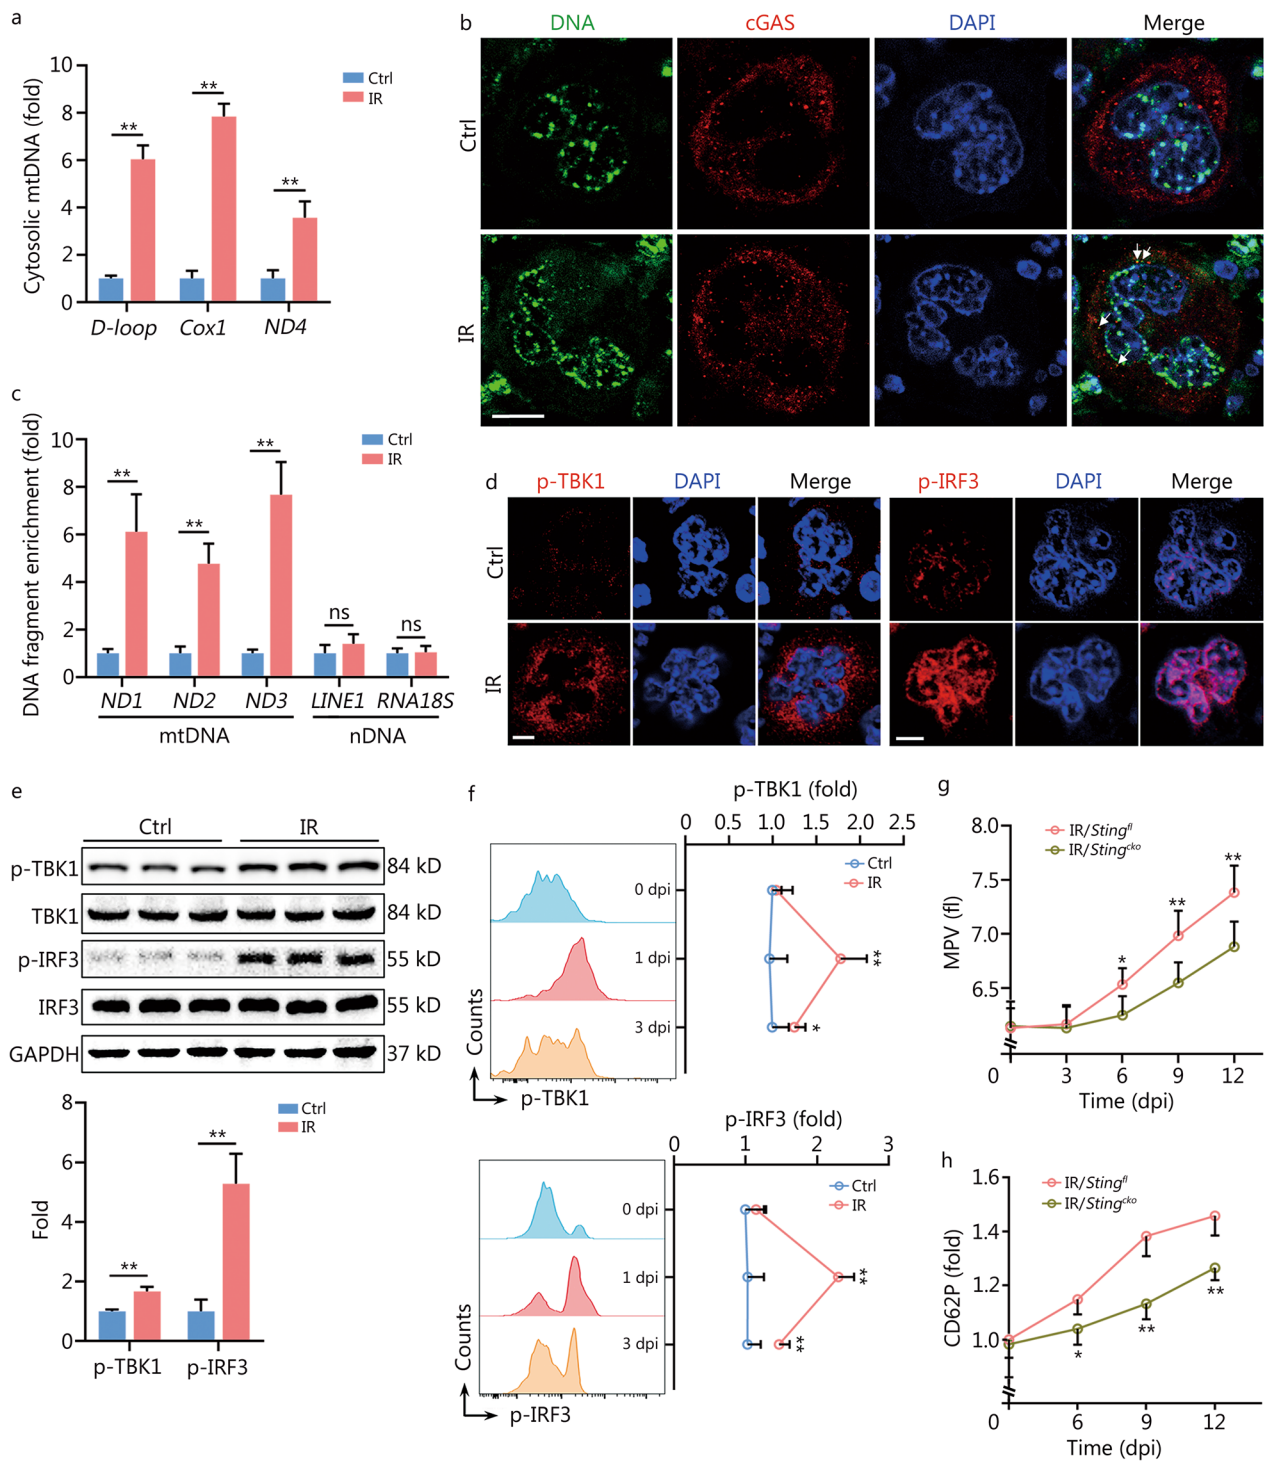 a
Cytosolic mtDNA (fold)
10
8
6
4
2
0
**
**
**
Ctrl
IR
D-loop Cox1 ND4
b
DNA cGAS DAPI Merge
Ctrl
IR
c
DNA fragment enrichment (fold)
10
8
6
4
2
0
**
**
**
ns
ns
Ctrl
IR
ND1 ND2 ND3 LINE1 RNA18S
mtDNA nDNA
d
p-TBK1 DAPI Merge p-IRF3 DAPI Merge
Ctrl
IR
e
Ctrl IR
p-TBK1 84 kD
TBK1 84 kD
p-IRF3 55 kD
IRF3 55 kD
GAPDH 37 kD
Fold
8
6
4
2
0
**
**
Ctrl
IR
p-TBK1 p-IRF3
f
p-TBK1 (fold)
0 0.5 1.0 1.5 2.0 2.5
Ctrl
IR
0 dpi
1 dpi
3 dpi
**
*
Counts
p-TBK1
p-IRF3 (fold)
0 1 2 3
Ctrl
IR
0 dpi
1 dpi
3 dpi
**
**
Counts
p-IRF3
g
MPV (fl)
8.0
7.5
7.0
6.5
IR/Sting^fl
IR/Sting^cko
*
**
**
0 3 6 9 12
Time (dpi)
h
CD62P (fold)
1.6
1.4
1.2
1.0
IR/Sting^fl
IR/Sting^cko
*
**
**
0 6 9 12
Time (dpi)